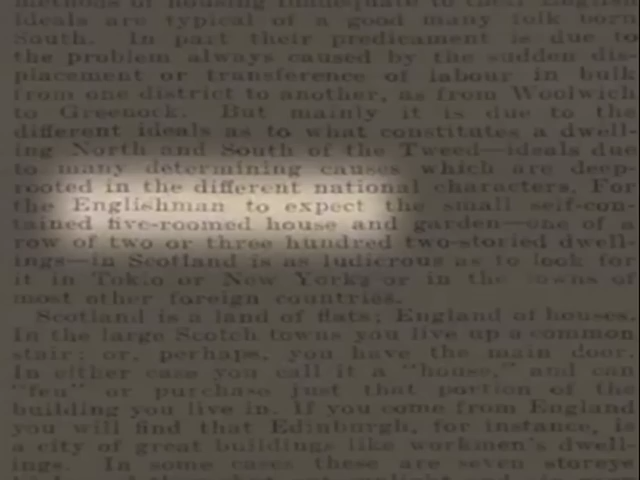 methods of housing inadequate to their English
ideals are typical of a good many folk born
South. In part their predicament is due to
the problem always caused by the sudden dis-
placement or transference of labour in bulk
from one district to another, as from Woolwich
to Greenock. But mainly it is due to the
different ideals as to what constitutes a dwell-
ing North and South of the Tweed—ideals due
to many determining causes which are deep-
rooted in the different national characters. For
the Englishman to expect the small self-con-
tained five-roomed house and garden—one of a
row of two or three hundred two-storied dwell-
ings—in Scotland is as ludicrous as to look for
it in Tokio or New York, or in the towns of
most other foreign countries.
Scotland is a land of flats; England of houses.
In the large Scotch towns you live up a common
stair; or, perhaps, you have the main door.
In either case you call it a "house," and can
"feu" or purchase just that portion of the
building you live in. If you come from England
you will find that Edinburgh, for instance, is
a city of great buildings like workmen's dwell-
ings. In some cases these are seven storeys